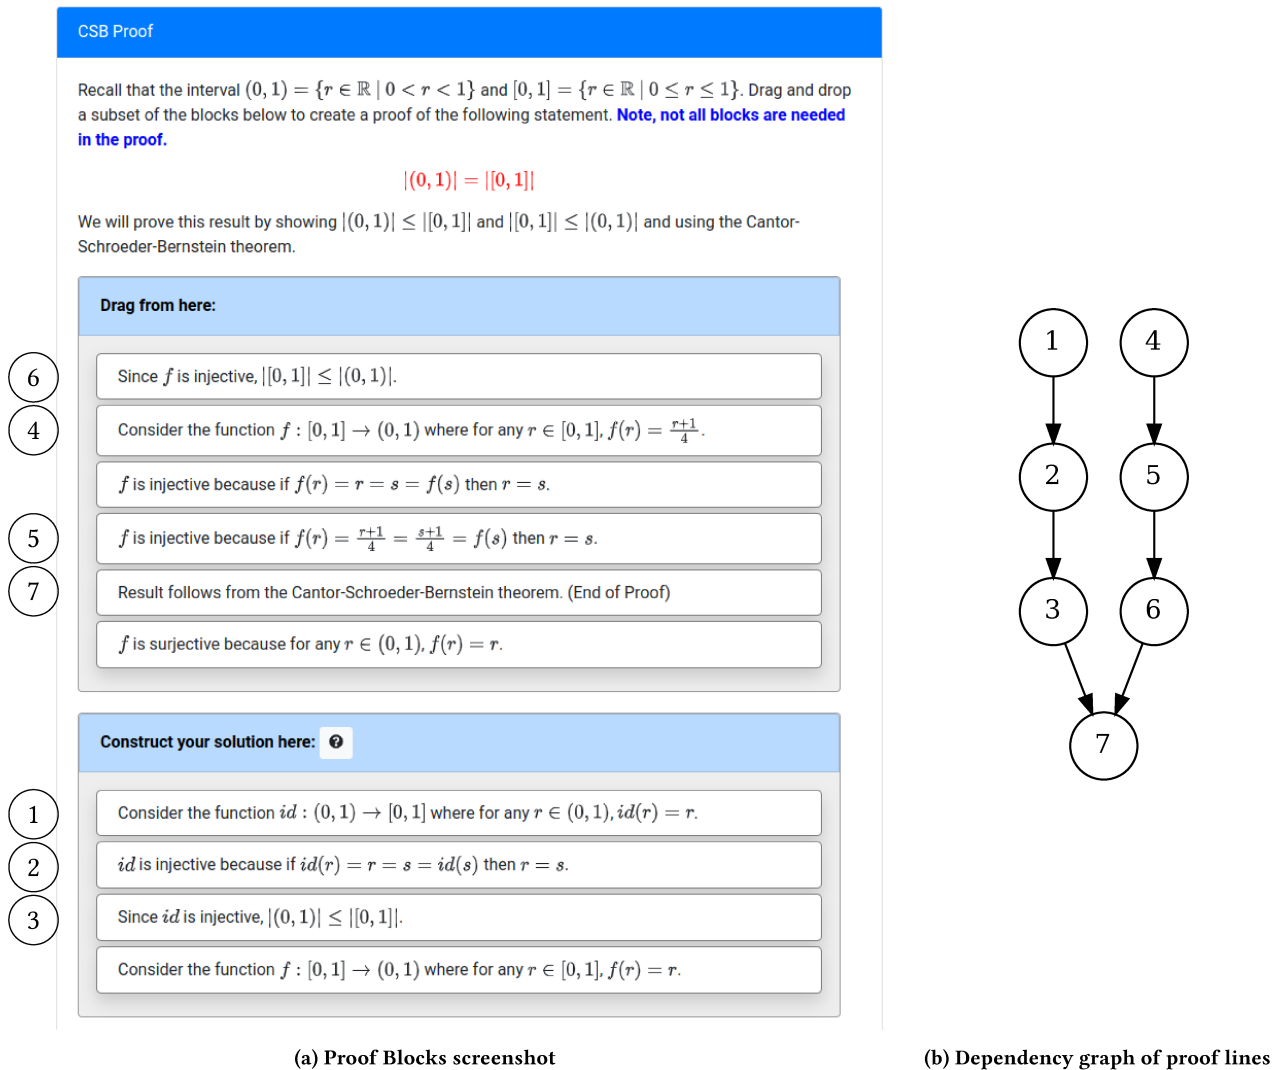 CSB Proof
Recall that the interval (0, 1) = {r ∈ ℝ | 0 < r < 1} and [0, 1] = {r ∈ ℝ | 0 ≤ r ≤ 1}. Drag and drop
a subset of the blocks below to create a proof of the following statement. Note, not all blocks are needed
in the proof.
|(0, 1)| = |[0, 1]|
We will prove this result by showing |(0, 1)| ≤ |[0, 1]| and |[0, 1]| ≤ |(0, 1)| and using the Cantor-
Schroeder-Bernstein theorem.
Drag from here:
6 Since f is injective, |[0, 1]| ≤ |(0, 1)|.
4 Consider the function f : [0, 1] → (0, 1) where for any r ∈ [0, 1], f(r) = (r+1)/4.
f is injective because if f(r) = r = s = f(s) then r = s.
5 f is injective because if f(r) = (r+1)/4 = (s+1)/4 = f(s) then r = s.
7 Result follows from the Cantor-Schroeder-Bernstein theorem. (End of Proof)
f is surjective because for any r ∈ (0, 1), f(r) = r.
Construct your solution here: ?
1 Consider the function id : (0, 1) → [0, 1] where for any r ∈ (0, 1), id(r) = r.
2 id is injective because if id(r) = r = s = id(s) then r = s.
3 Since id is injective, |(0, 1)| ≤ |[0, 1]|.
Consider the function f : [0, 1] → (0, 1) where for any r ∈ [0, 1], f(r) = r.
(a) Proof Blocks screenshot
1 4
2 5
3 6
7
(b) Dependency graph of proof lines